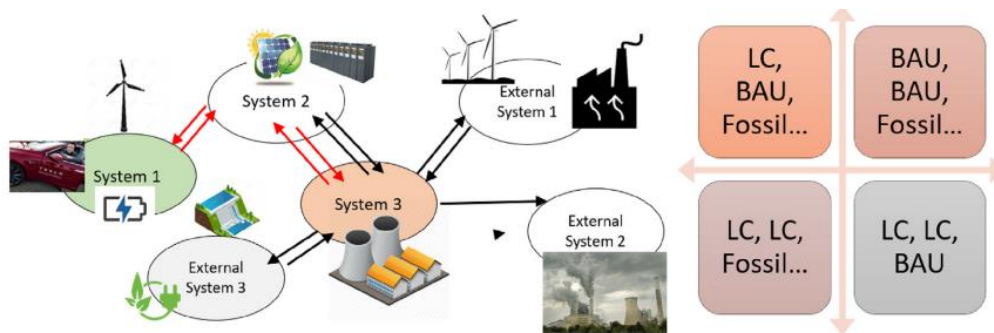 System 2
External
System 1
System 1
TESLA
System 3
External
System 2
External
System 3
LC,
BAU,
Fossil...
BAU,
BAU,
Fossil...
LC, LC,
Fossil...
LC, LC,
BAU